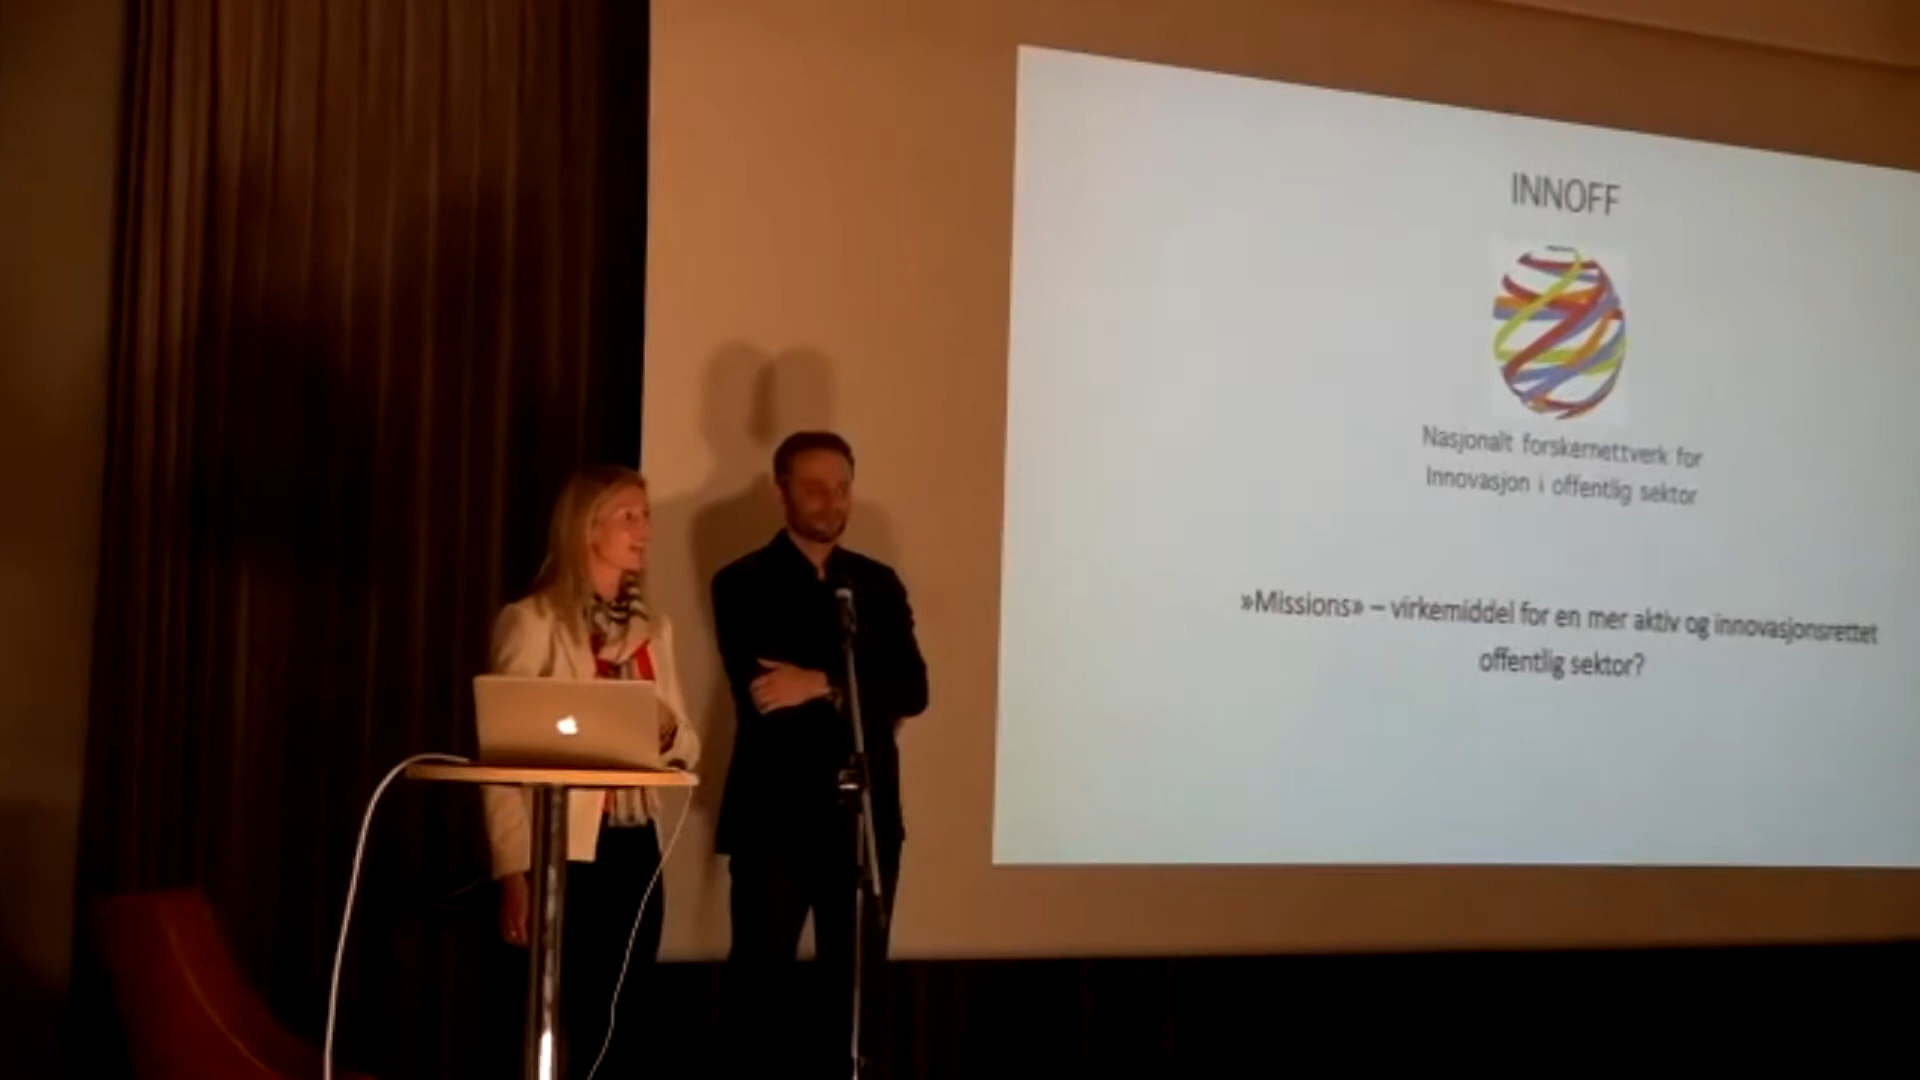 INNOFF
Nasjonalt forskernettverk for
Innovasjon i offentlig sektor
»Missions» – virkemiddel for en mer aktiv og innovasjonsrettet
offentlig sektor?